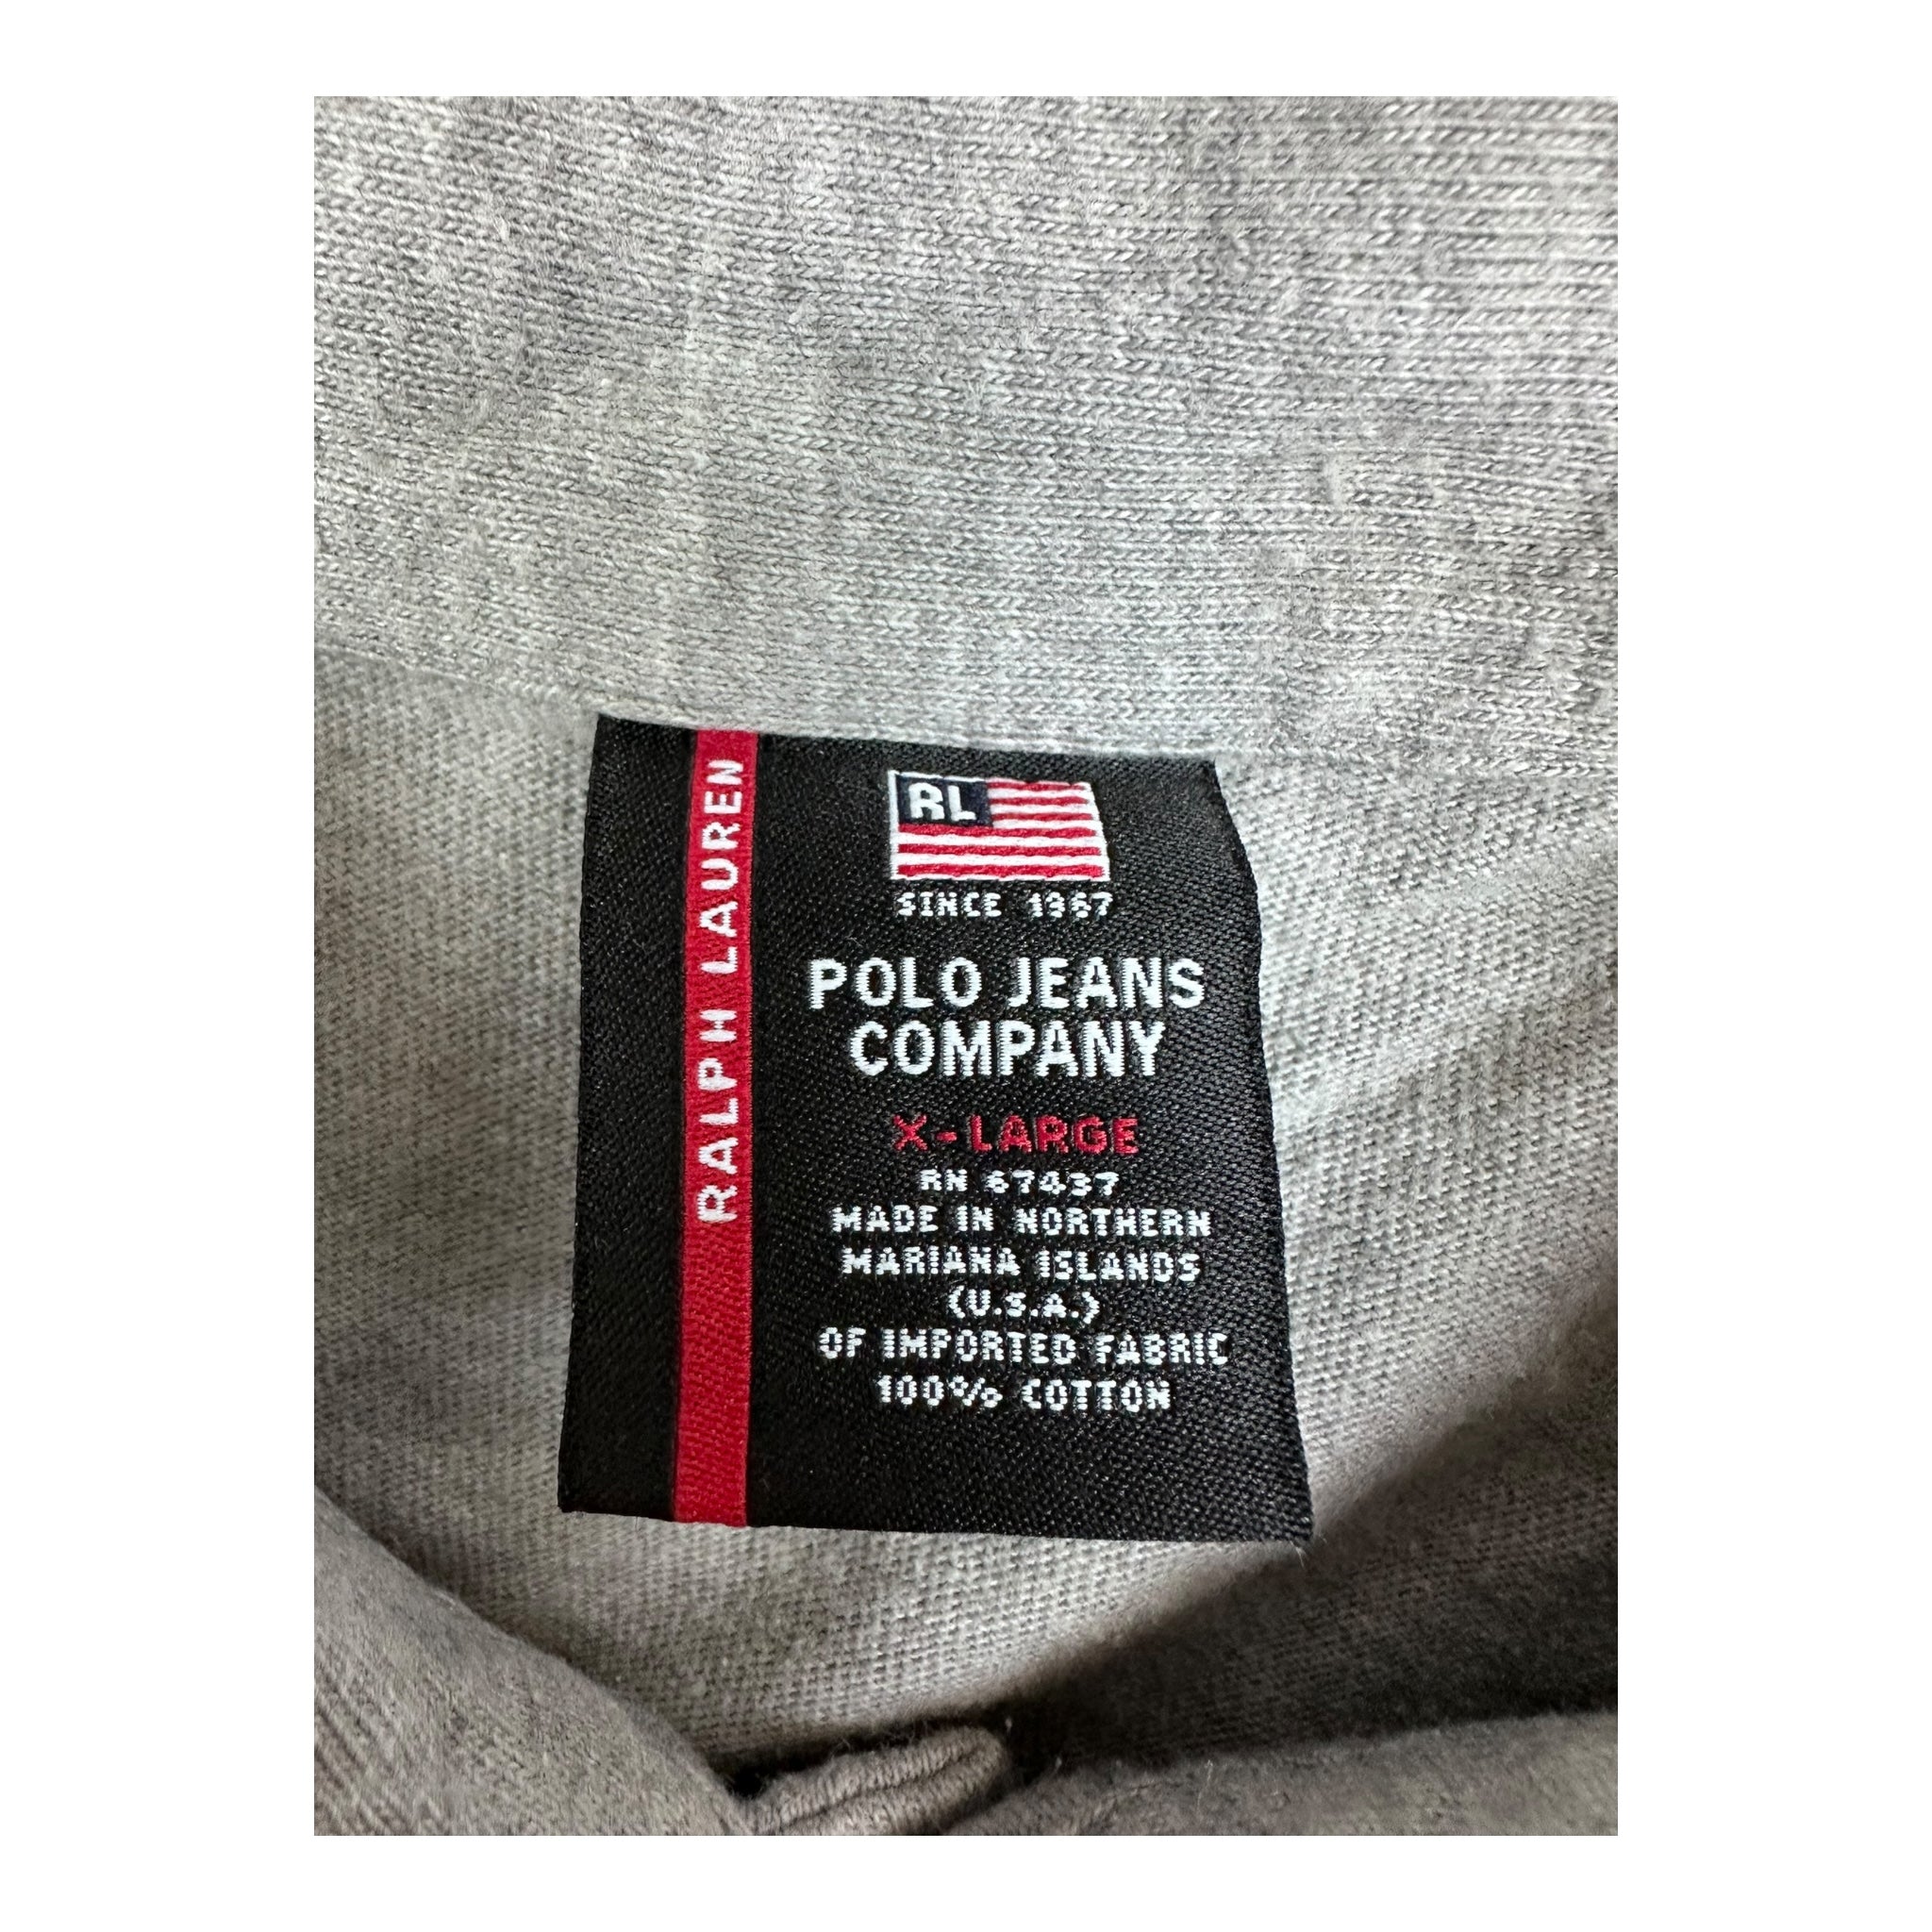 RALPH LAUREN
RL
SINCE 1967
POLO JEANS
COMPANY
X-LARGE
RN 67437
MADE IN NORTHERN
MARIANA ISLANDS
(U.S.A.)
OF IMPORTED FABRIC
100% COTTON